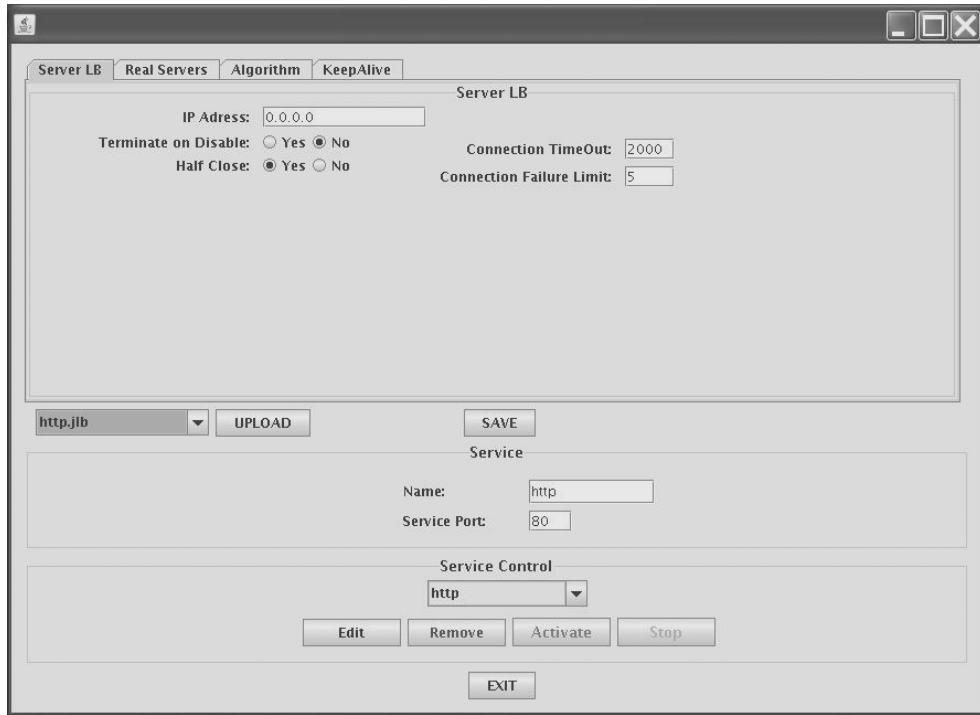 Server LB Real Servers Algorithm KeepAlive
Server LB
IP Adress: 0.0.0.0
Terminate on Disable: Yes No
Connection TimeOut: 2000
Half Close: Yes No
Connection Failure Limit: 5
http.jlb UPLOAD SAVE
Service
Name: http
Service Port: 80
Service Control
http
Edit Remove Activate Stop
EXIT